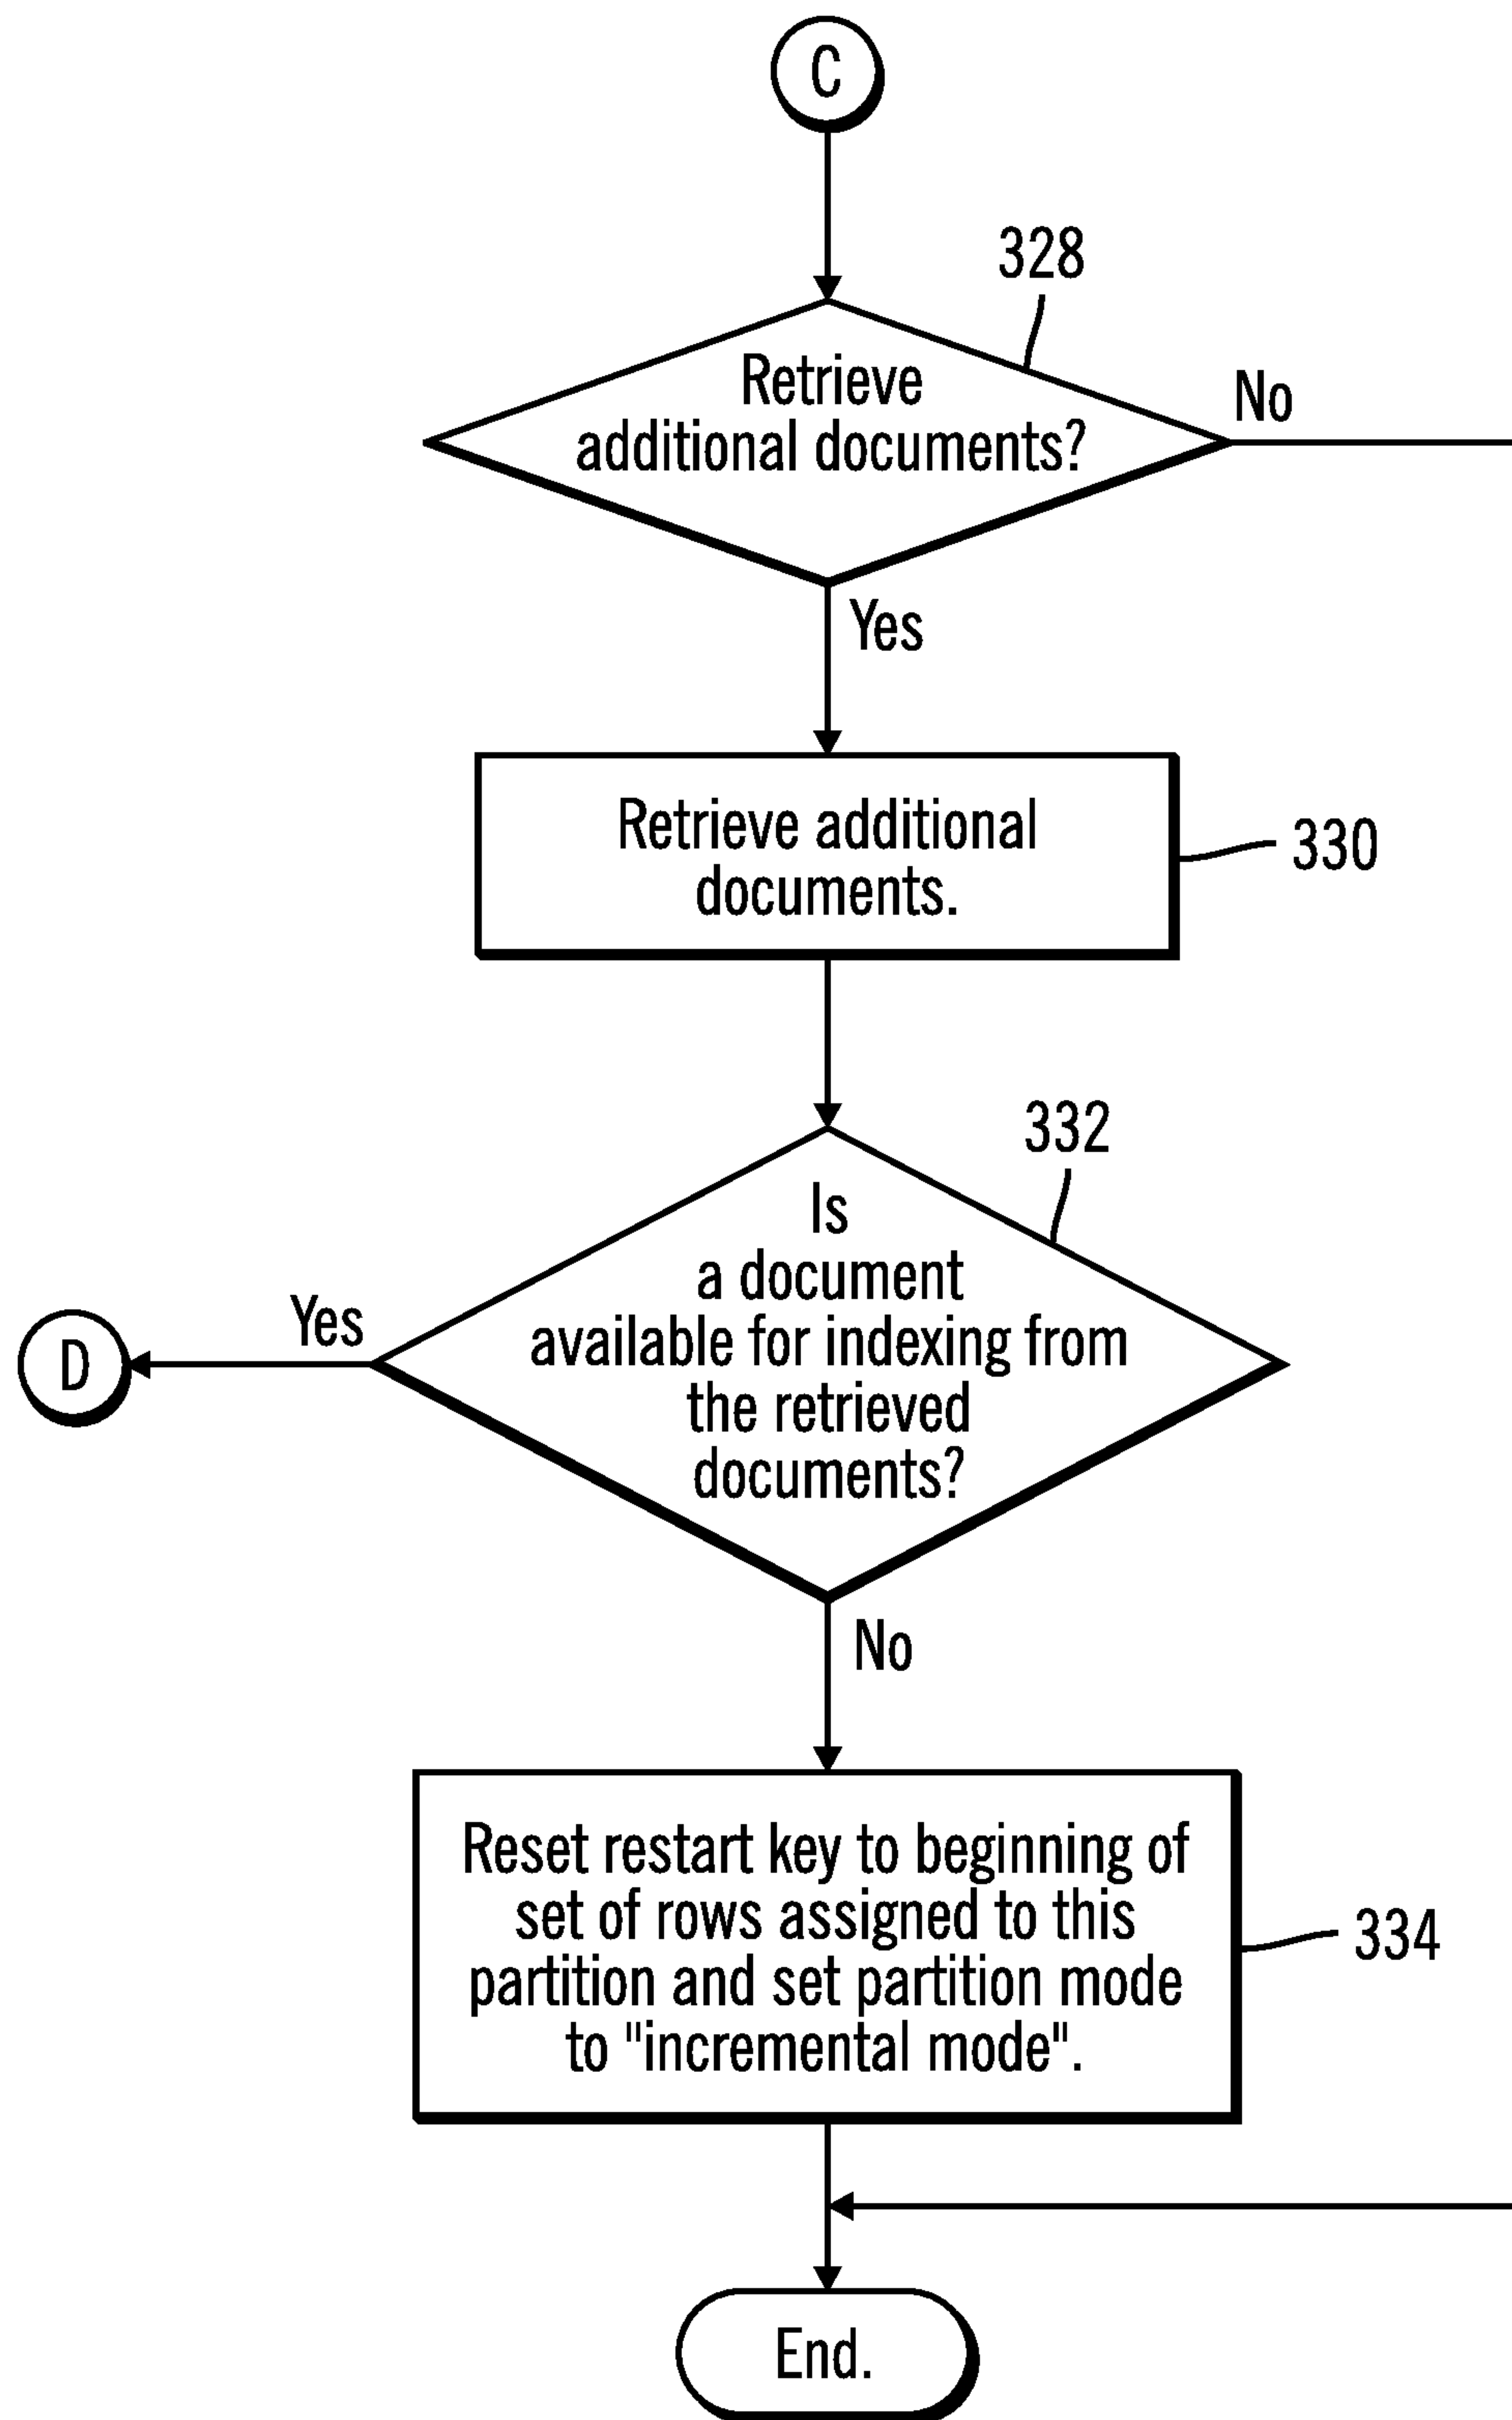 C
328
Retrieve
additional documents?
No
Yes
Retrieve additional
documents.
330
332
Is
a document
available for indexing from
the retrieved
documents?
Yes
D
No
Reset restart key to beginning of
set of rows assigned to this
partition and set partition mode
to "incremental mode".
334
End.